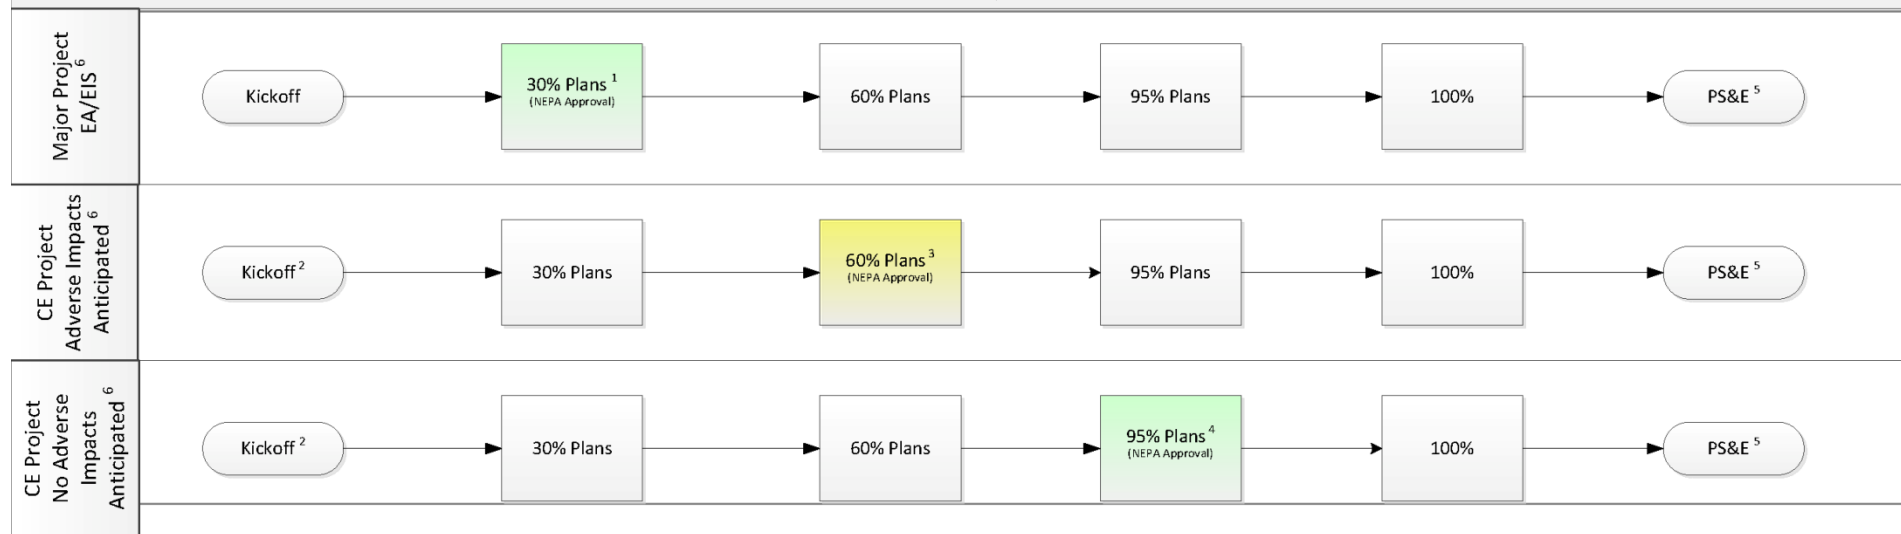 Major Project
EA/EIS 6
Kickoff
30% Plans 1
(NEPA Approval)
60% Plans
95% Plans
100%
PS&E 5
CE Project
Adverse Impacts
Anticipated 6
Kickoff 2
30% Plans
60% Plans 3
(NEPA Approval)
95% Plans
100%
PS&E 5
CE Project
No Adverse
Impacts
Anticipated 6
Kickoff 2
30% Plans
60% Plans
95% Plans 4
(NEPA Approval)
100%
PS&E 5